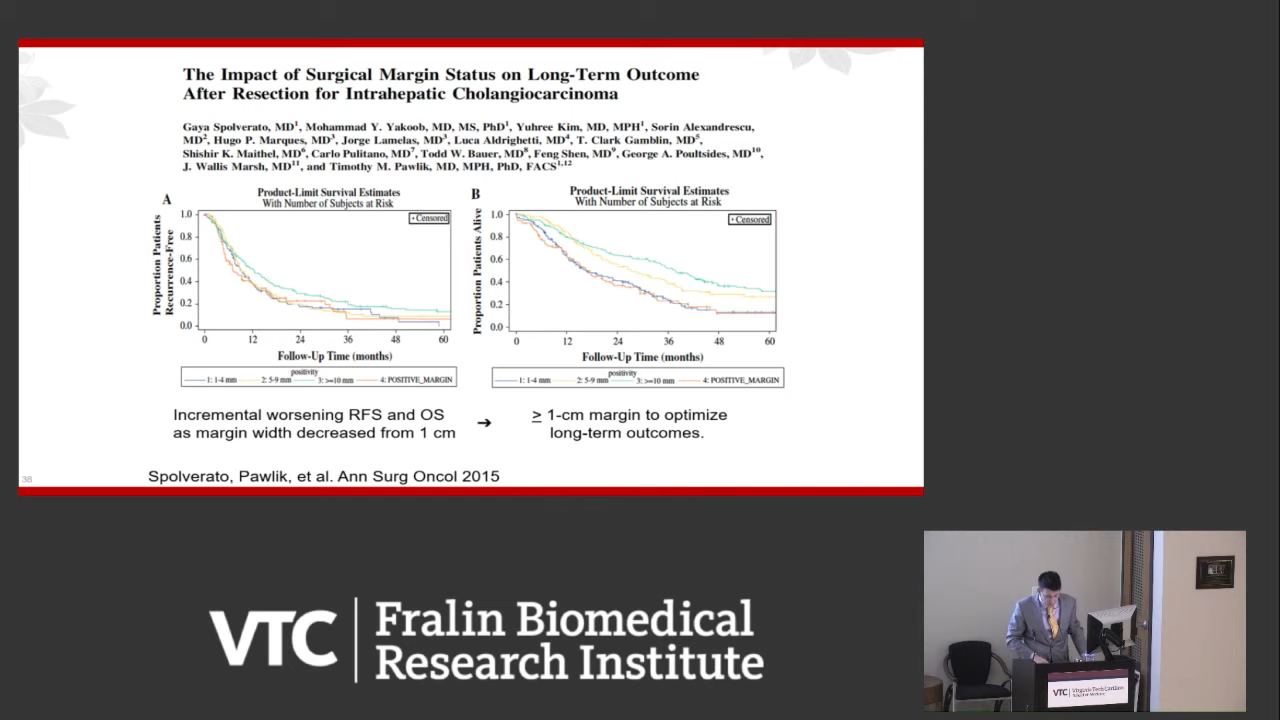 The Impact of Surgical Margin Status on Long-Term Outcome
After Resection for Intrahepatic Cholangiocarcinoma
Gaya Spolverato, MD1, Mohammad Y. Yakoob, MD, MS, PhD1, Yuhree Kim, MD, MPH1, Sorin Alexandrescu,
MD2, Hugo P. Marques, MD3, Jorge Lamelas, MD3, Luca Aldrighetti, MD4, T. Clark Gamblin, MD5,
Shishir K. Maithel, MD6, Carlo Pulitano, MD7, Todd W. Bauer, MD8, Feng Shen, MD9, George A. Poultsides, MD10,
J. Wallis Marsh, MD11, and Timothy M. Pawlik, MD, MPH, PhD, FACS1,12
A
Product-Limit Survival Estimates
With Number of Subjects at Risk
+ Censored
Proportion Patients
Recurrence-Free
1.0
0.8
0.6
0.4
0.2
0.0
0 12 24 36 48 60
Follow-Up Time (months)
positivity
1: 1-4 mm 2: 5-9 mm 3: >=10 mm 4: POSITIVE_MARGIN
B
Product-Limit Survival Estimates
With Number of Subjects at Risk
+ Censored
Proportion Patients Alive
1.0
0.8
0.6
0.4
0.2
0.0
0 12 24 36 48 60
Follow-Up Time (months)
positivity
1: 1-4 mm 2: 5-9 mm 3: >=10 mm 4: POSITIVE_MARGIN
Incremental worsening RFS and OS
as margin width decreased from 1 cm
➔
≥ 1-cm margin to optimize
long-term outcomes.
Spolverato, Pawlik, et al. Ann Surg Oncol 2015
38
VTC
Fralin Biomedical
Research Institute
VTC Virginia Tech Carilion
School of Medicine